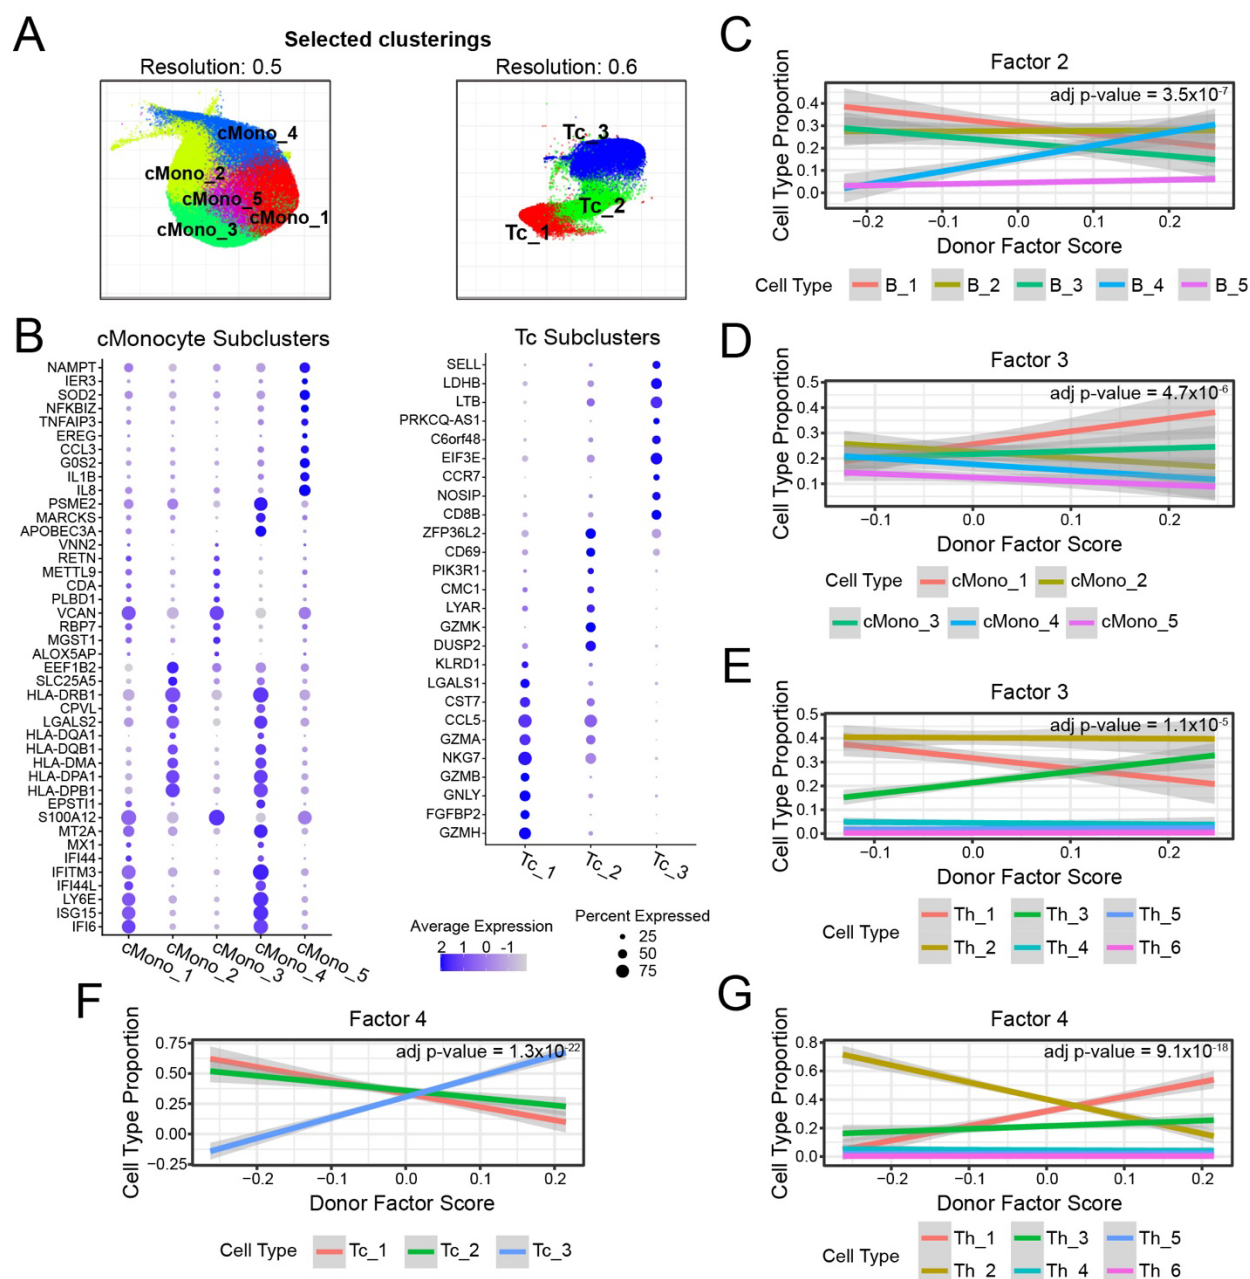 A
Selected clusterings
Resolution: 0.5
cMono_4
cMono_2
cMono_5
cMono_1
cMono_3
Resolution: 0.6
Tc_3
Tc_2
Tc_1
B
cMonocyte Subclusters
NAMPT
IER3
SOD2
NFKBIZ
TNFAIP3
EREG
CCL3
G0S2
IL1B
IL8
PSME2
MARCKS
APOBEC3A
VNN2
RETN
METTL9
CDA
PLBD1
VCAN
RBP7
MGST1
ALOX5AP
EEF1B2
SLC25A5
HLA-DRB1
CPVL
LGALS2
HLA-DQA1
HLA-DQB1
HLA-DMA
HLA-DPA1
HLA-DPB1
EPSTI1
S100A12
MT2A
MX1
IFI44
IFITM3
IFI44L
LY6E
ISG15
IFI6
cMono_1 cMono_2 cMono_3 cMono_4 cMono_5
Tc Subclusters
SELL
LDHB
LTB
PRKCQ-AS1
C6orf48
EIF3E
CCR7
NOSIP
CD8B
ZFP36L2
CD69
PIK3R1
CMC1
LYAR
GZMK
DUSP2
KLRD1
LGALS1
CST7
CCL5
GZMA
NKG7
GZMB
GNLY
FGFBP2
GZMH
Tc_1 Tc_2 Tc_3
Average Expression
2 1 0 -1
Percent Expressed
25
50
75
C
Factor 2
adj p-value = 3.5x10-7
Cell Type Proportion
0.4
0.3
0.2
0.1
0.0
−0.2 −0.1 0.0 0.1 0.2
Donor Factor Score
Cell Type B_1 B_2 B_3 B_4 B_5
D
Factor 3
adj p-value = 4.7x10-6
Cell Type Proportion
0.5
0.4
0.3
0.2
0.1
−0.1 0.0 0.1 0.2
Donor Factor Score
Cell Type cMono_1 cMono_2
cMono_3 cMono_4 cMono_5
E
Factor 3
adj p-value = 1.1x10-5
Cell Type Proportion
0.5
0.4
0.3
0.2
0.1
0.0
−0.1 0.0 0.1 0.2
Donor Factor Score
Cell Type
Th_1 Th_3 Th_5
Th_2 Th_4 Th_6
F
Factor 4
adj p-value = 1.3x10-22
Cell Type Proportion
0.75
0.50
0.25
0.00
−0.25
−0.2 −0.1 0.0 0.1 0.2
Donor Factor Score
Cell Type Tc_1 Tc_2 Tc_3
G
Factor 4
adj p-value = 9.1x10-18
Cell Type Proportion
0.8
0.6
0.4
0.2
0.0
−0.2 −0.1 0.0 0.1 0.2
Donor Factor Score
Cell Type
Th_1 Th_3 Th_5
Th_2 Th_4 Th_6